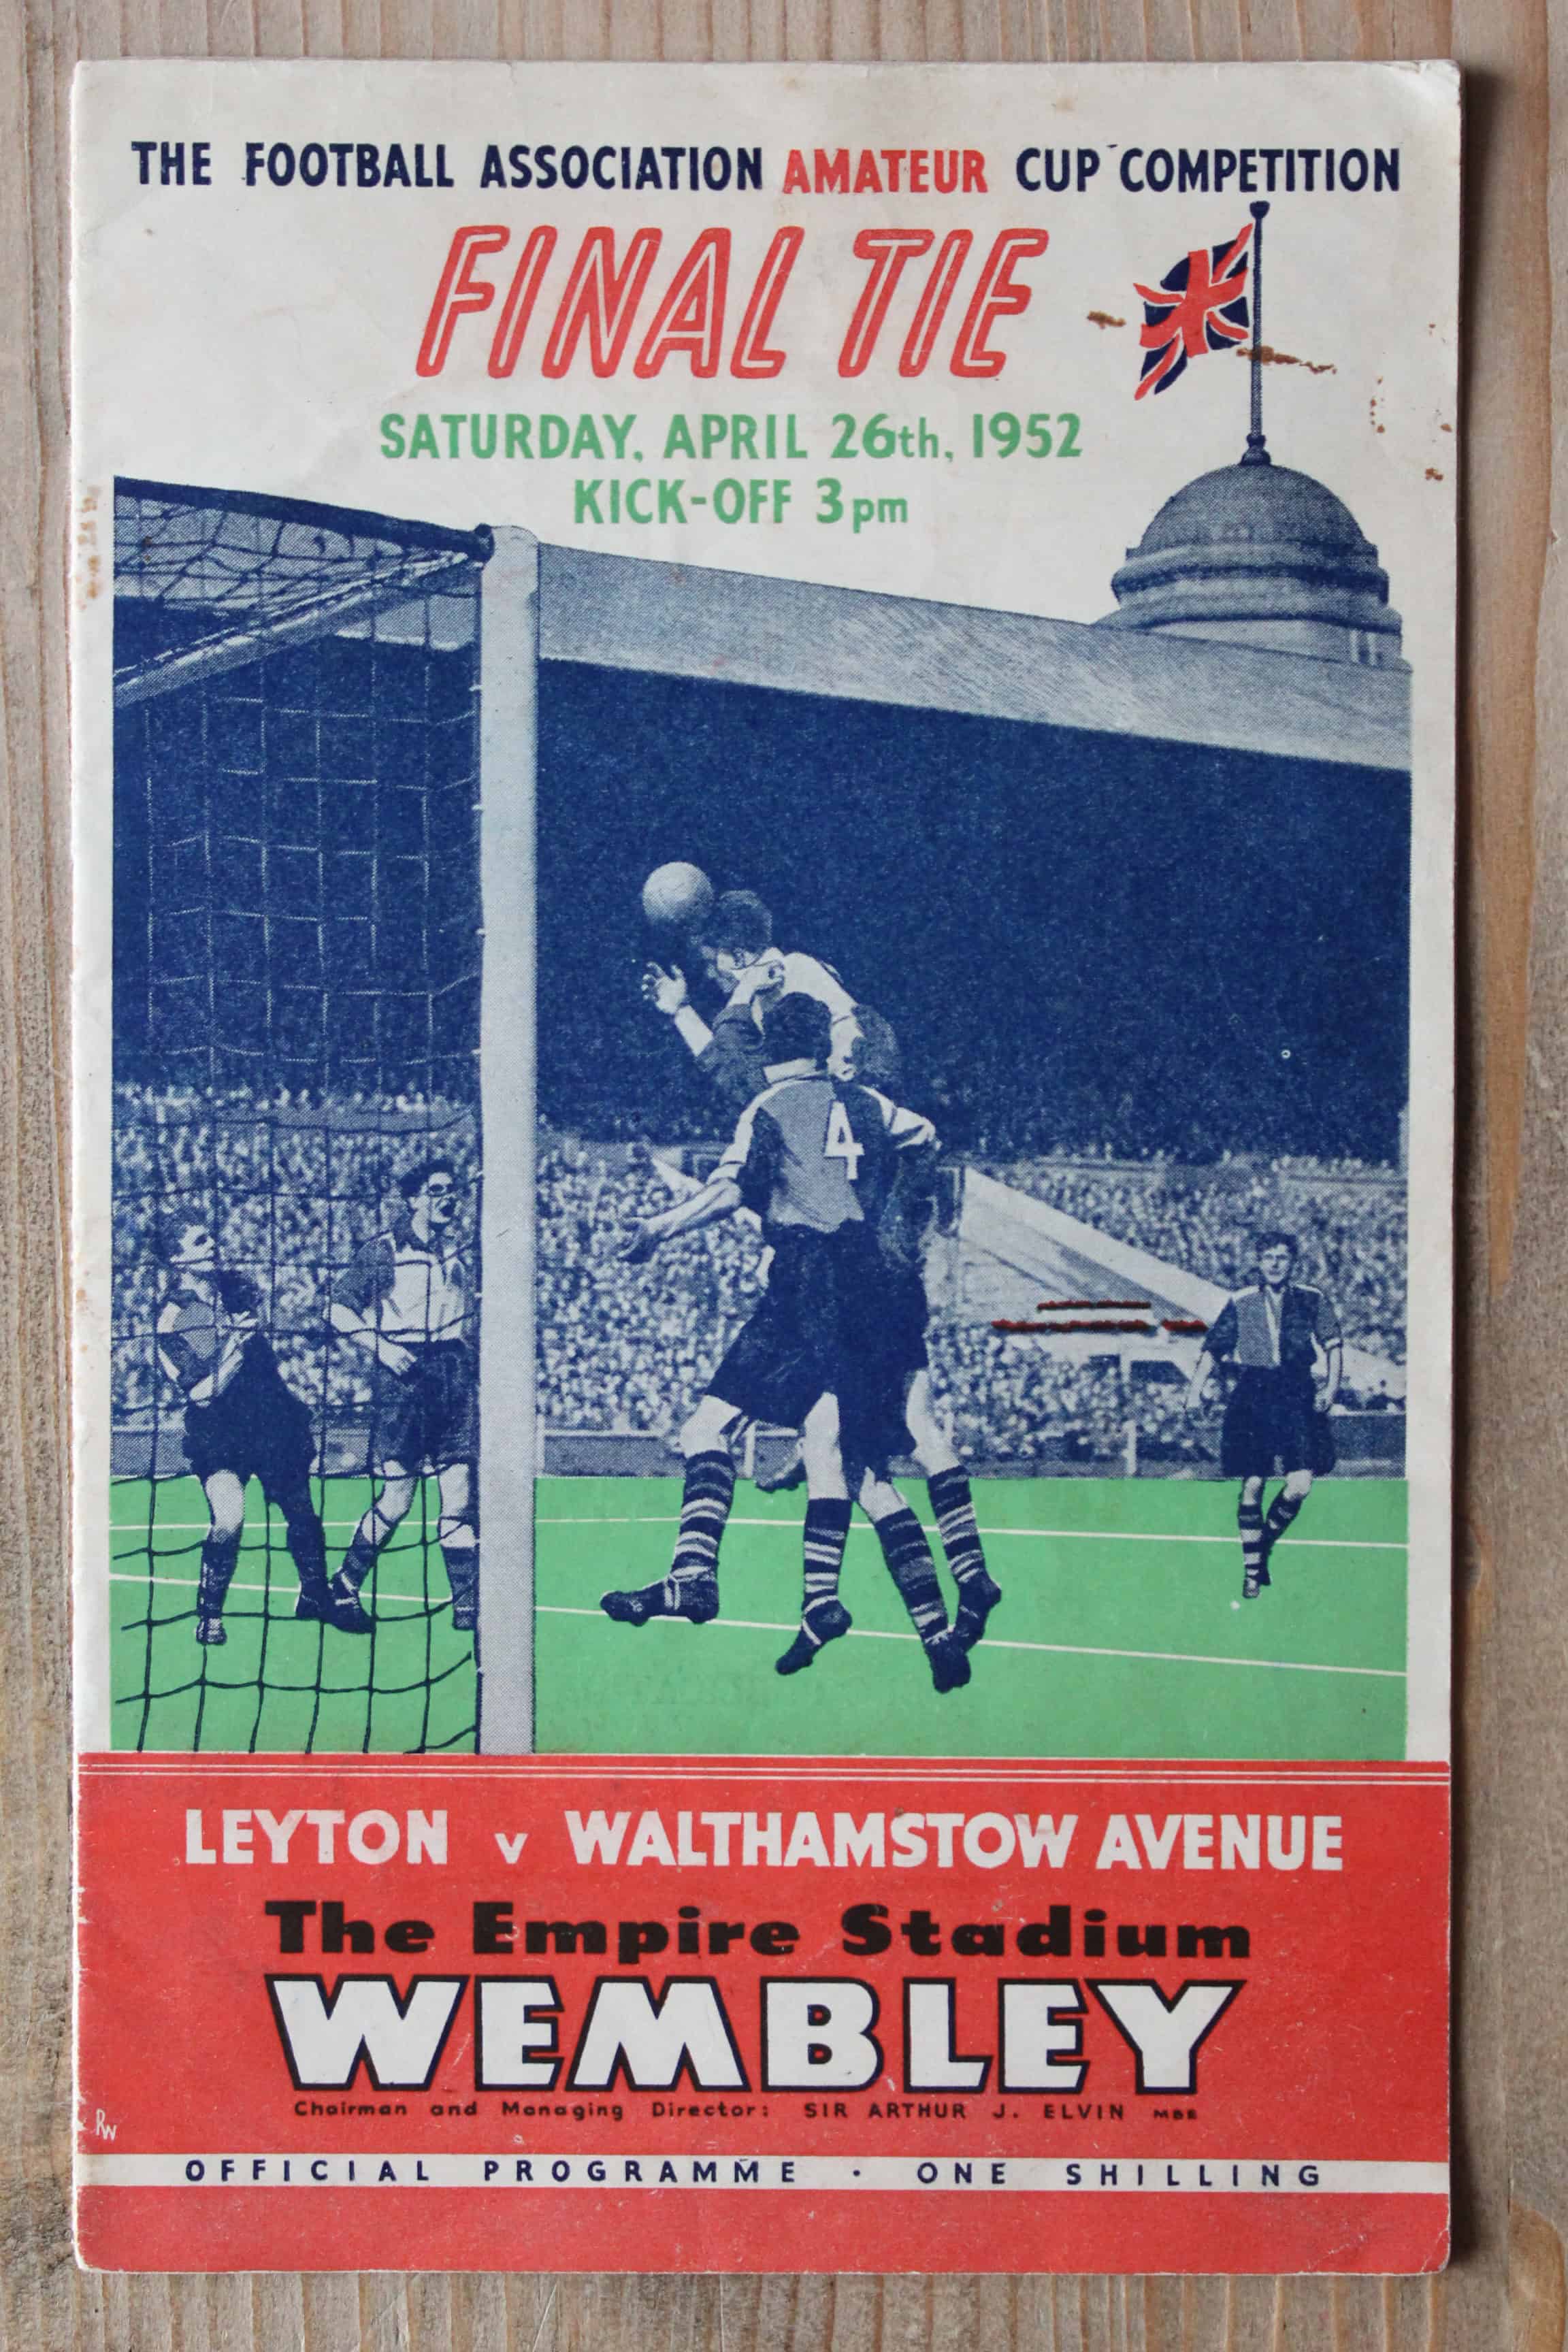 THE FOOTBALL ASSOCIATION AMATEUR CUP COMPETITION
FINAL TIE
SATURDAY, APRIL 26th, 1952
KICK-OFF 3pm
4
LEYTON v WALTHAMSTOW AVENUE
The Empire Stadium
WEMBLEY
Chairman and Managing Director: SIR ARTHUR J. ELVIN MBE
RW
OFFICIAL PROGRAMME · ONE SHILLING